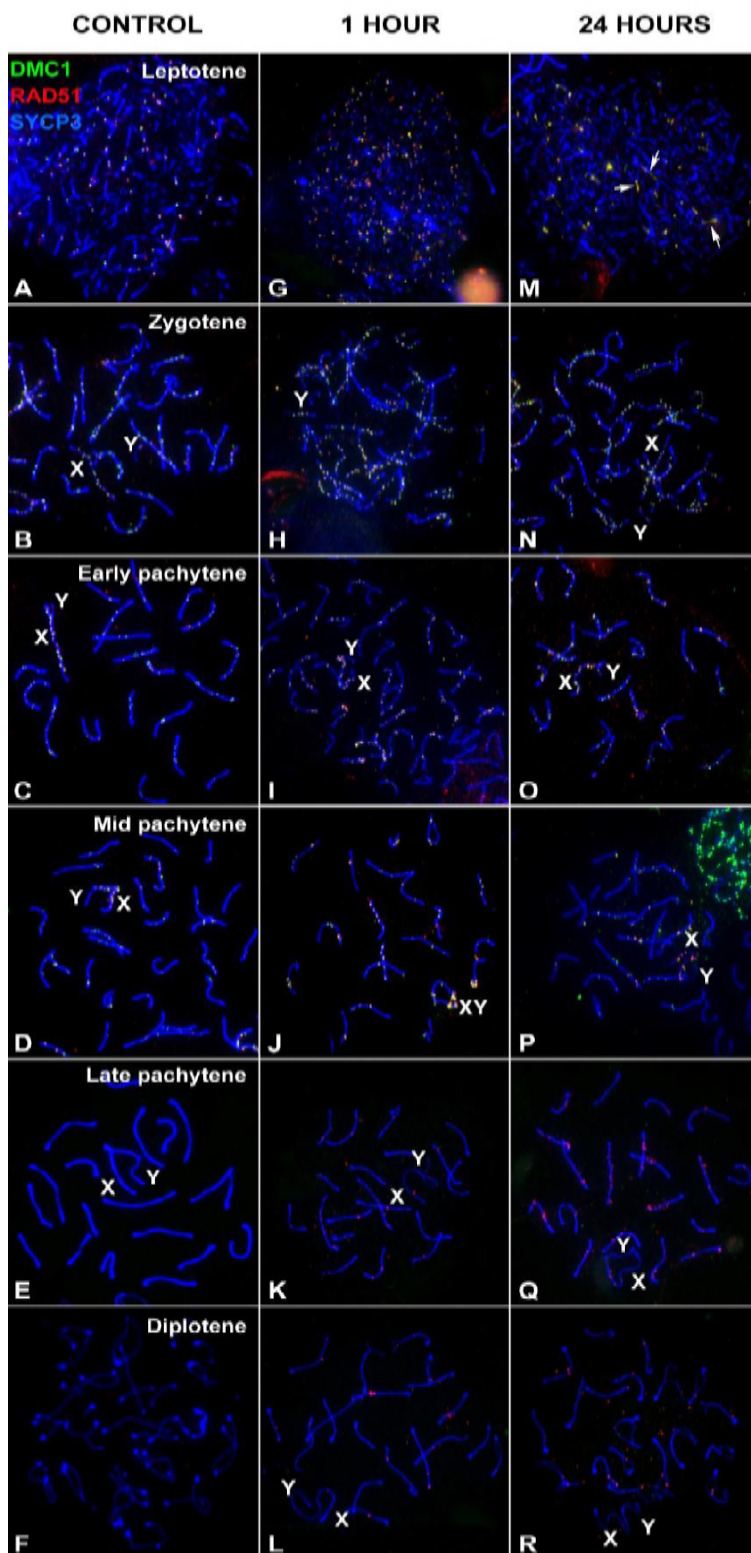 CONTROL 1 HOUR 24 HOURS
DMC1
RAD51
SYCP3
Leptotene
A G M
Zygotene
Y
X
Y
X
Y
B H N
Early pachytene
Y
X
Y
X
X Y
C I O
Mid pachytene
Y X
XY
X
Y
D J P
Late pachytene
X Y
Y
X
Y
X
E K Q
Diplotene
Y
X
X Y
F L R